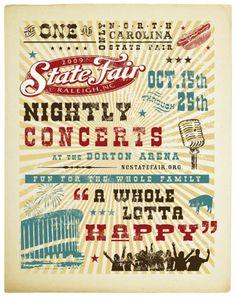 THE ONE AND ONLY NORTH CAROLINA STATE FAIR
2009
State Fair
RALEIGH, NC
OCT. 15th
THROUGH
25th
NIGHTLY
CONCERTS
AT THE DORTON ARENA
NCSTATEFAIR.ORG
FUN FOR THE WHOLE FAMILY
"A WHOLE
LOTTA
HAPPY"